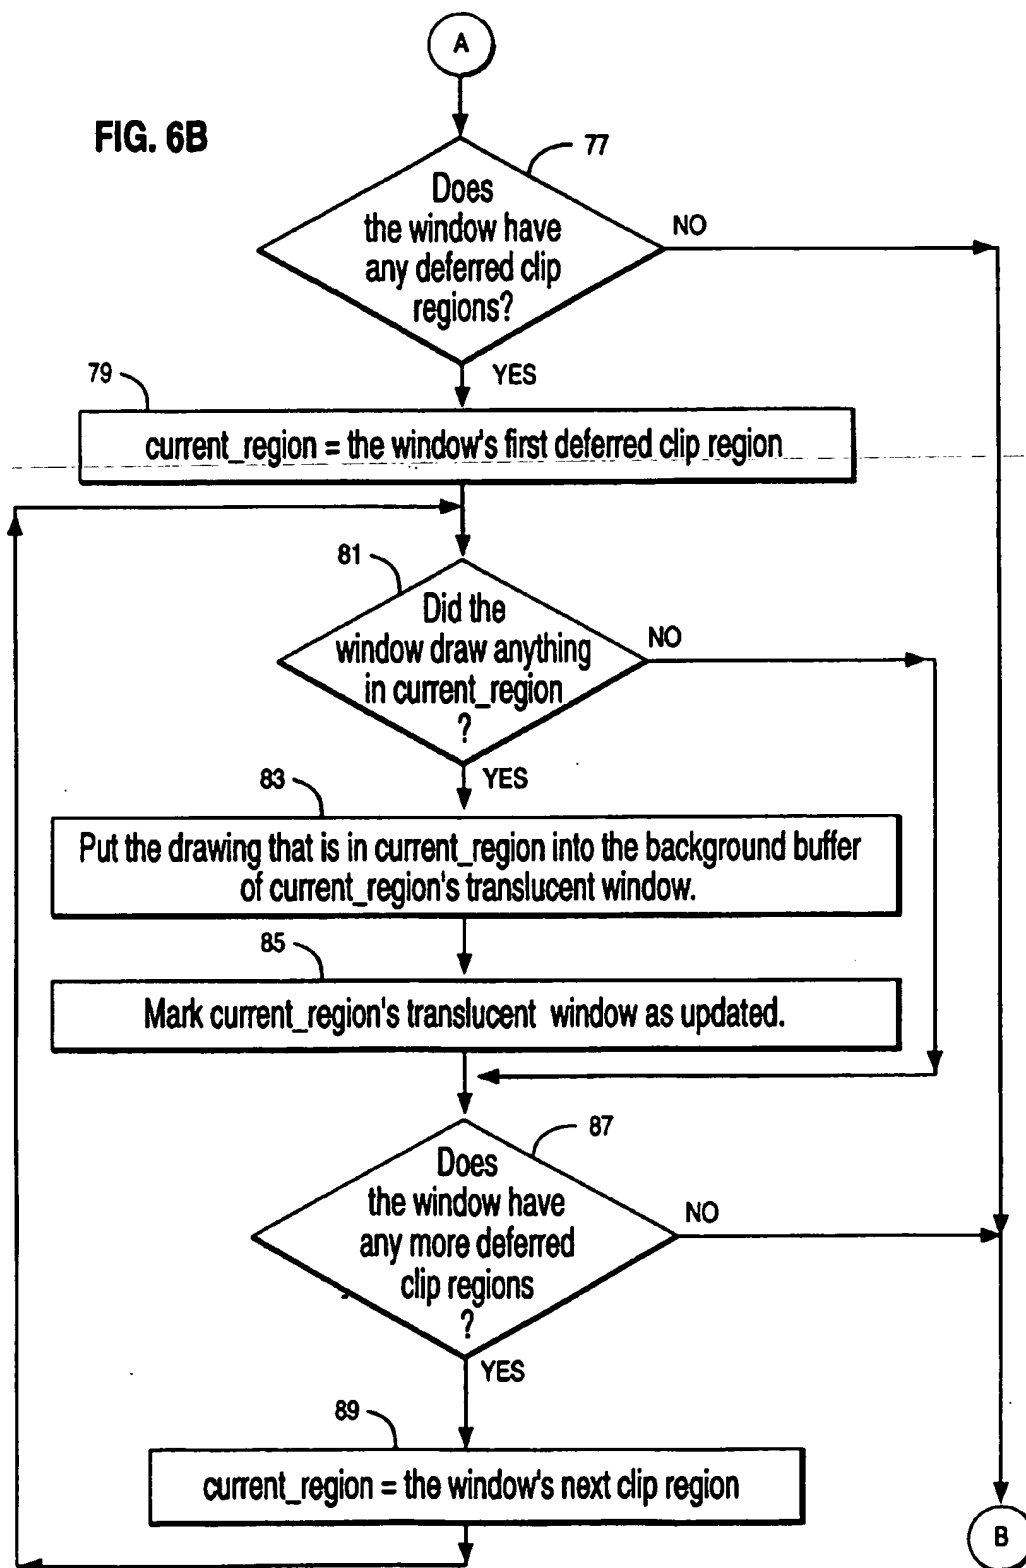 A
FIG. 6B
77
Does
the window have
any deferred clip
regions?
NO
YES
79
current_region = the window's first deferred clip region
81
Did the
window draw anything
in current_region
?
NO
YES
83
Put the drawing that is in current_region into the background buffer
of current_region's translucent window.
85
Mark current_region's translucent window as updated.
87
Does
the window have
any more deferred
clip regions
?
NO
YES
89
current_region = the window's next clip region
B